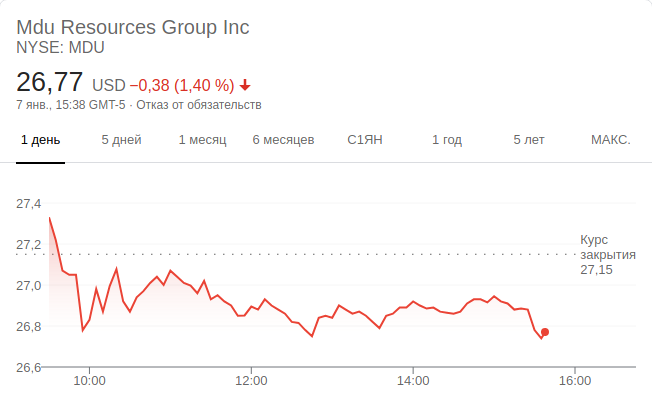 Mdu Resources Group Inc
NYSE: MDU
26,77 USD −0,38 (1,40 %)
7 янв., 15:38 GMT-5 · Отказ от обязательств
1 день 5 дней 1 месяц 6 месяцев С1ЯН 1 год 5 лет МАКС.
27,4
27,2
27,0
26,8
26,6
Курс
закрытия
27,15
10:00 12:00 14:00 16:00